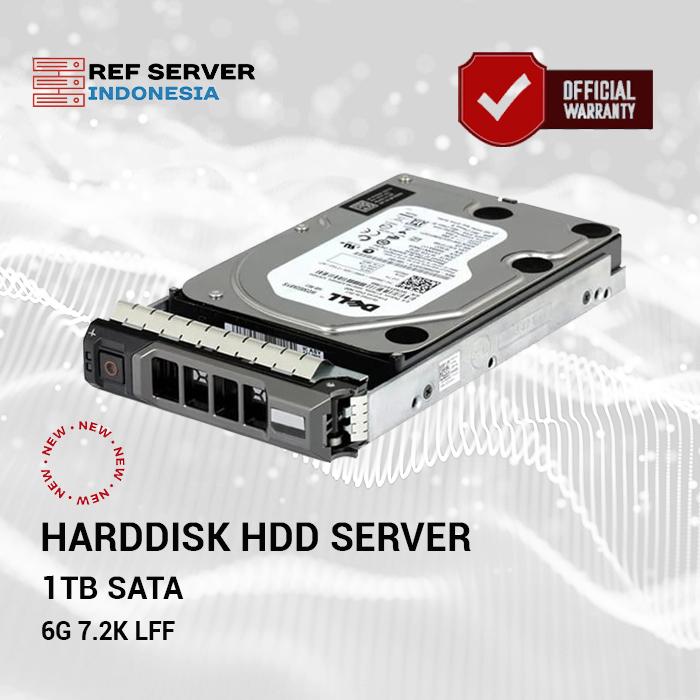 REF SERVER
INDONESIA
OFFICIAL
WARRANTY
DELL
NEW • NEW • NEW • NEW • NEW •
HARDDISK HDD SERVER
1TB SATA
6G 7.2K LFF